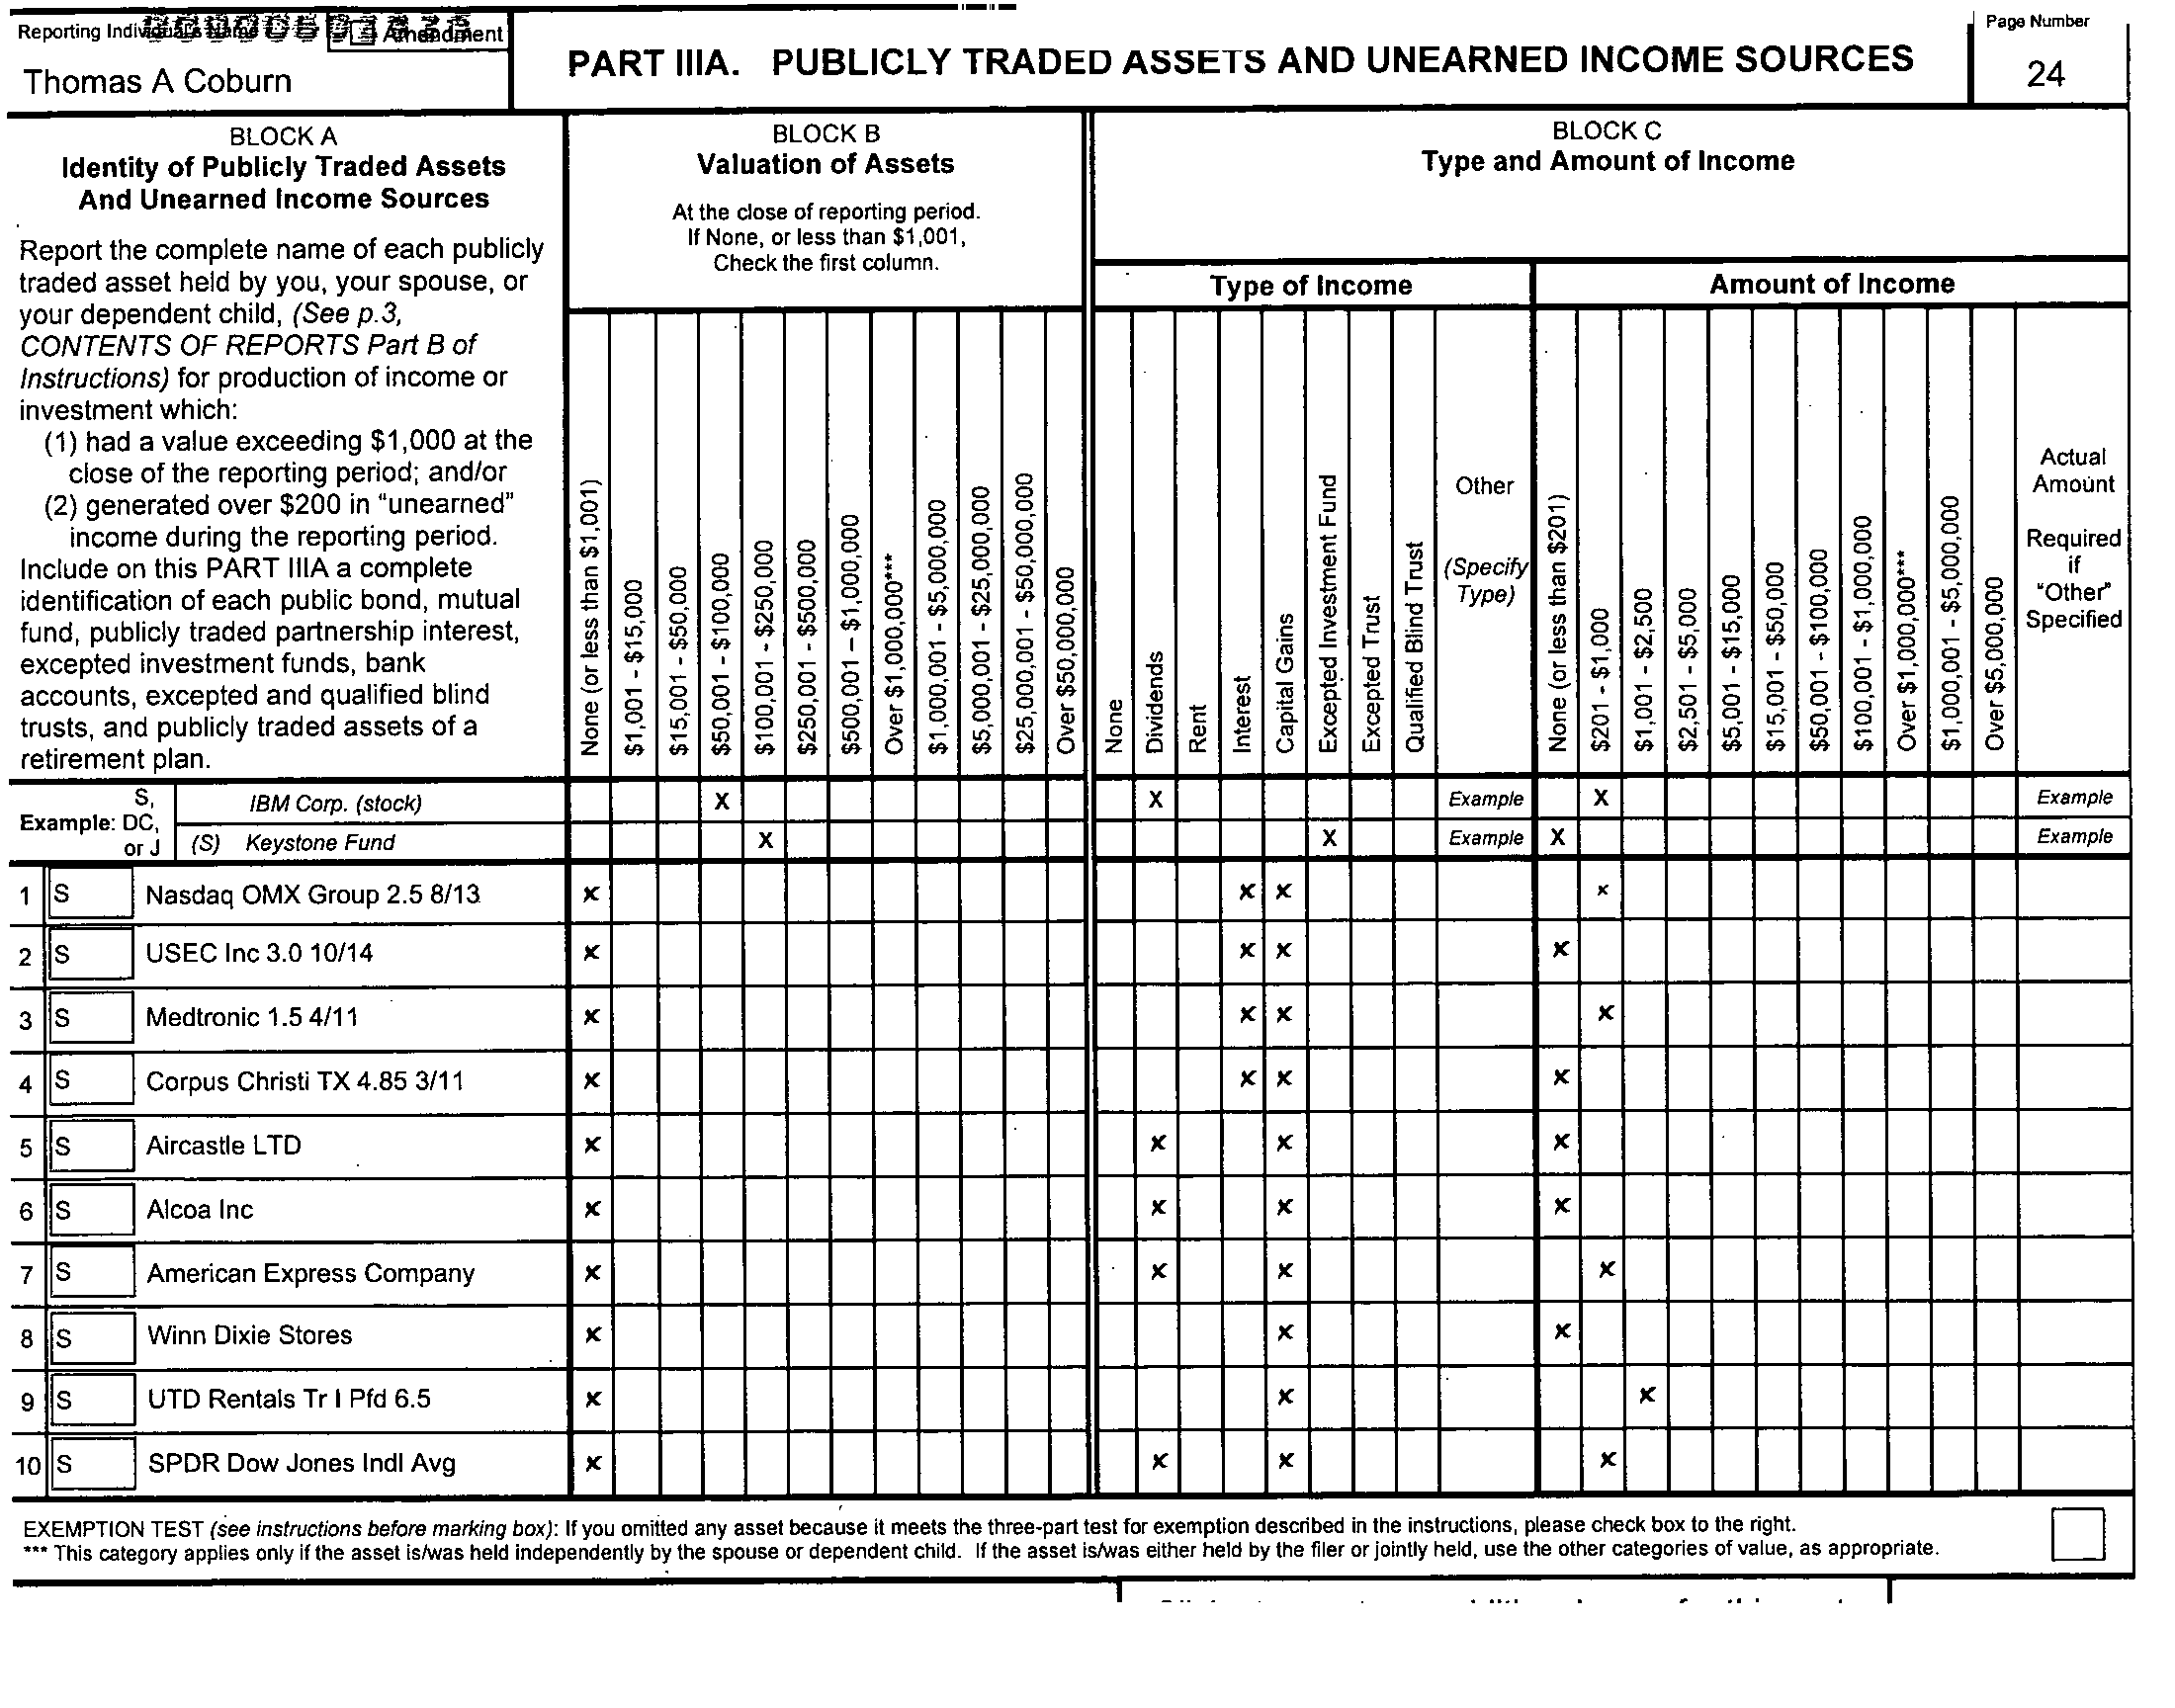 Reporting Individual's Name
Amendment
Thomas A Coburn
PART IIIA. PUBLICLY TRADED ASSETS AND UNEARNED INCOME SOURCES
Page Number
24
BLOCK A
Identity of Publicly Traded Assets
And Unearned Income Sources
Report the complete name of each publicly
traded asset held by you, your spouse, or
your dependent child, (See p.3,
CONTENTS OF REPORTS Part B of
Instructions) for production of income or
investment which:
(1) had a value exceeding $1,000 at the
close of the reporting period; and/or
(2) generated over $200 in "unearned"
income during the reporting period.
Include on this PART IIIA a complete
identification of each public bond, mutual
fund, publicly traded partnership interest,
excepted investment funds, bank
accounts, excepted and qualified blind
trusts, and publicly traded assets of a
retirement plan.
BLOCK B
Valuation of Assets
At the close of reporting period.
If None, or less than $1,001,
Check the first column.
None (or less than $1,001)
$1,001 - $15,000
$15,001 - $50,000
$50,001 - $100,000
$100,001 - $250,000
$250,001 - $500,000
$500,001 – $1,000,000
Over $1,000,000***
$1,000,001 - $5,000,000
$5,000,001 - $25,000,000
$25,000,001 - $50,000,000
Over $50,000,000
BLOCK C
Type and Amount of Income
Type of Income
None
Dividends
Rent
Interest
Capital Gains
Excepted Investment Fund
Excepted Trust
Qualified Blind Trust
Other
(Specify
Type)
Amount of Income
None (or less than $201)
$201 - $1,000
$1,001 - $2,500
$2,501 - $5,000
$5,001 - $15,000
$15,001 - $50,000
$50,001 - $100,000
$100,001 - $1,000,000
Over $1,000,000***
$1,000,001 - $5,000,000
Over $5,000,000
Actual
Amount
Required
if
"Other"
Specified
Example:
S,
DC,
or J
IBM Corp. (stock) X X Example X Example
(S) Keystone Fund X X Example X Example
1 S Nasdaq OMX Group 2.5 8/13 x x x x
2 S USEC Inc 3.0 10/14 x x x x
3 S Medtronic 1.5 4/11 x x x x
4 S Corpus Christi TX 4.85 3/11 x x x x
5 S Aircastle LTD x x x x
6 S Alcoa Inc x x x x
7 S American Express Company x x x x
8 S Winn Dixie Stores x x x
9 S UTD Rentals Tr I Pfd 6.5 x x x
10 S SPDR Dow Jones Indl Avg x x x x
EXEMPTION TEST (see instructions before marking box): If you omitted any asset because it meets the three-part test for exemption described in the instructions, please check box to the right.
*** This category applies only if the asset is/was held independently by the spouse or dependent child. If the asset is/was either held by the filer or jointly held, use the other categories of value, as appropriate.